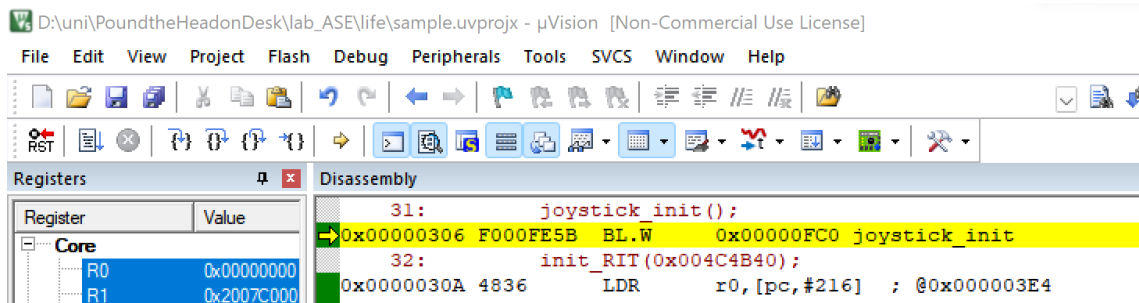 D:\uni\PoundtheHeadonDesk\lab_ASE\life\sample.uvprojx - µVision [Non-Commercial Use License]
File Edit View Project Flash Debug Peripherals Tools SVCS Window Help
RST
Registers
Disassembly
Register Value
Core
R0 0x00000000
R1 0x2007C000
31: joystick_init();
0x00000306 F000FE5B BL.W 0x00000FC0 joystick_init
32: init_RIT(0x004C4B40);
0x0000030A 4836 LDR r0,[pc,#216] ; @0x000003E4